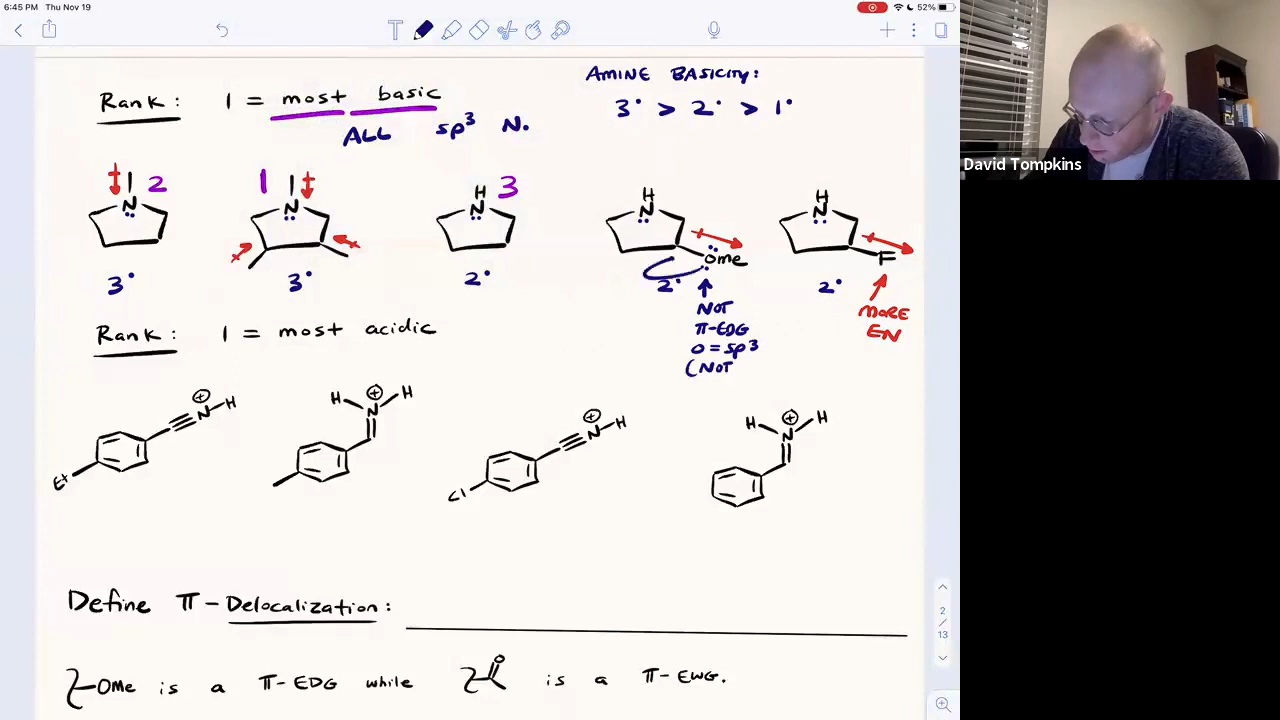 6:45 PM Thu Nov 19
52%
AMINE BASICITY:
3° > 2° > 1°
Rank: 1 = most basic
ALL sp³ N.
2
1
3
N
N
H
N
H
N
OMe
H
N
F
3°
3°
2°
2°
2°
NOT
π-EDG
O = sp³
(NOT
MORE
EN
Rank: 1 = most acidic
Et
N
H
H
N
H
Cl
N
H
H
N
H
Define π-Delocalization:
OMe is a π-EDG while
O
is a π-EWG.
2
/
13
David Tompkins